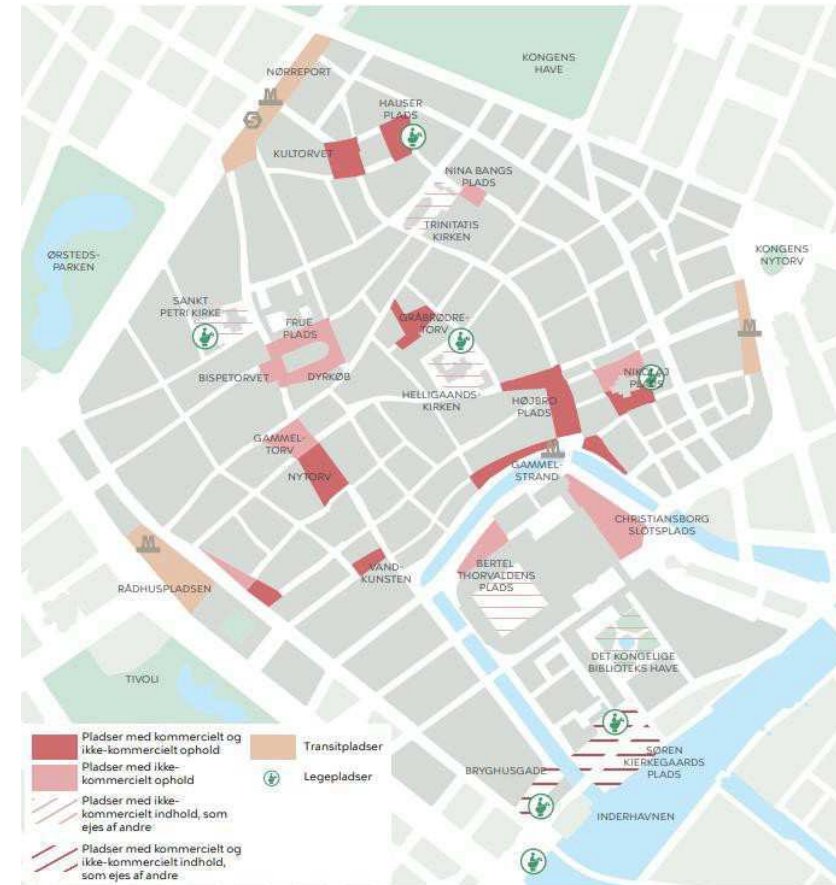 NØRREPORT
KONGENS
HAVE
M
S
HAUSER
PLADS
KULTORVET
NINA BANGS
PLADS
TRINITATIS
KIRKEN
KONGENS
NYTORV
ØRSTEDS-
PARKEN
SANKT
PETRI KIRKE
FRUE
PLADS
GRÅBRØDRE-
TORV
M
BISPETORVET
DYRKØB
HELLIGAANDS-
KIRKEN
HØJBRO
PLADS
NIKOLAJ
PLADS
GAMMEL-
TORV
NYTORV
M
GAMMEL-
STRAND
CHRISTIANSBORG
SLOTSPLADS
M
RÅDHUSPLADSEN
VAND-
KUNSTEN
BERTEL
THORVALDENS
PLADS
DET KONGELIGE
BIBLIOTEKS HAVE
TIVOLI
SØREN
KIERKEGAARDS
PLADS
BRYGHUSGADE
INDERHAVNEN
Pladser med kommercielt og
ikke-kommercielt ophold
Pladser med ikke-
kommercielt ophold
Pladser med ikke-
kommercielt indhold, som
ejes af andre
Pladser med kommercielt og
ikke-kommercielt indhold,
som ejes af andre
Transitpladser
Legepladser